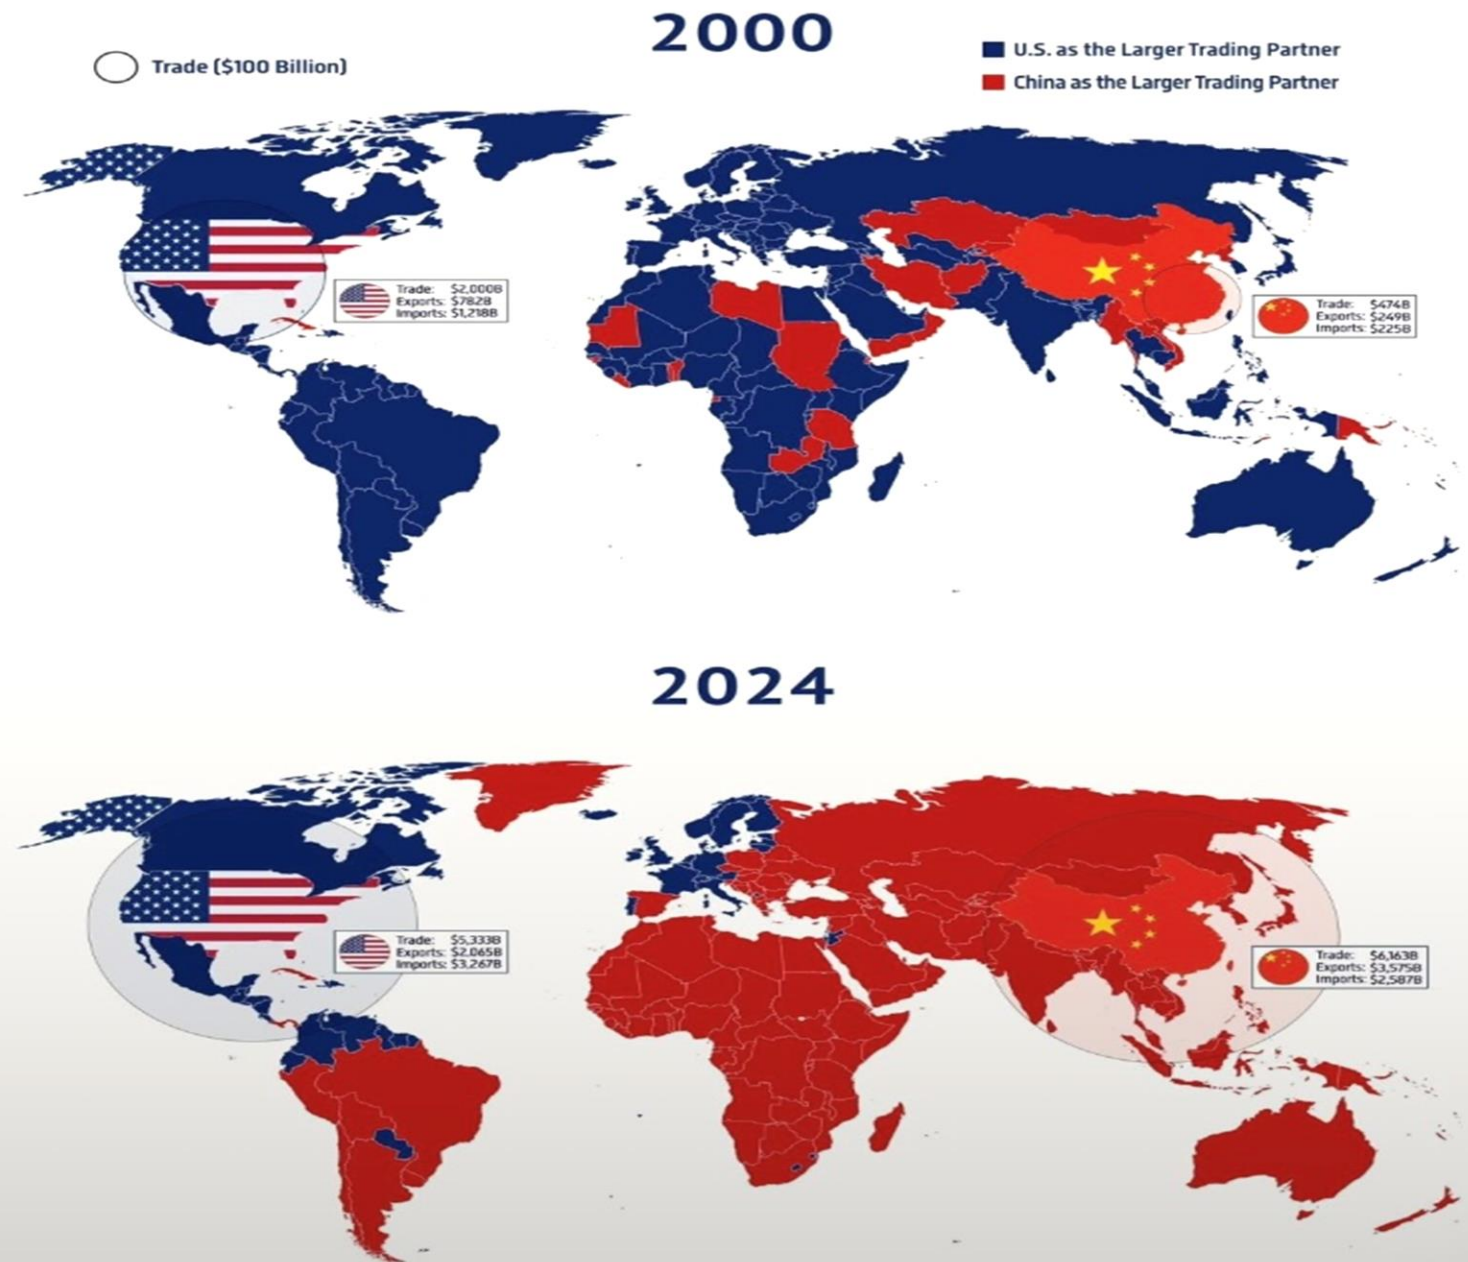 2000
Trade ($100 Billion)
U.S. as the Larger Trading Partner
China as the Larger Trading Partner
Trade: $2,000B
Exports: $782B
Imports: $1,218B
Trade: $474B
Exports: $249B
Imports: $225B
2024
Trade: $5,333B
Exports: $2,065B
Imports: $3,267B
Trade: $6,163B
Exports: $3,575B
Imports: $2,587B